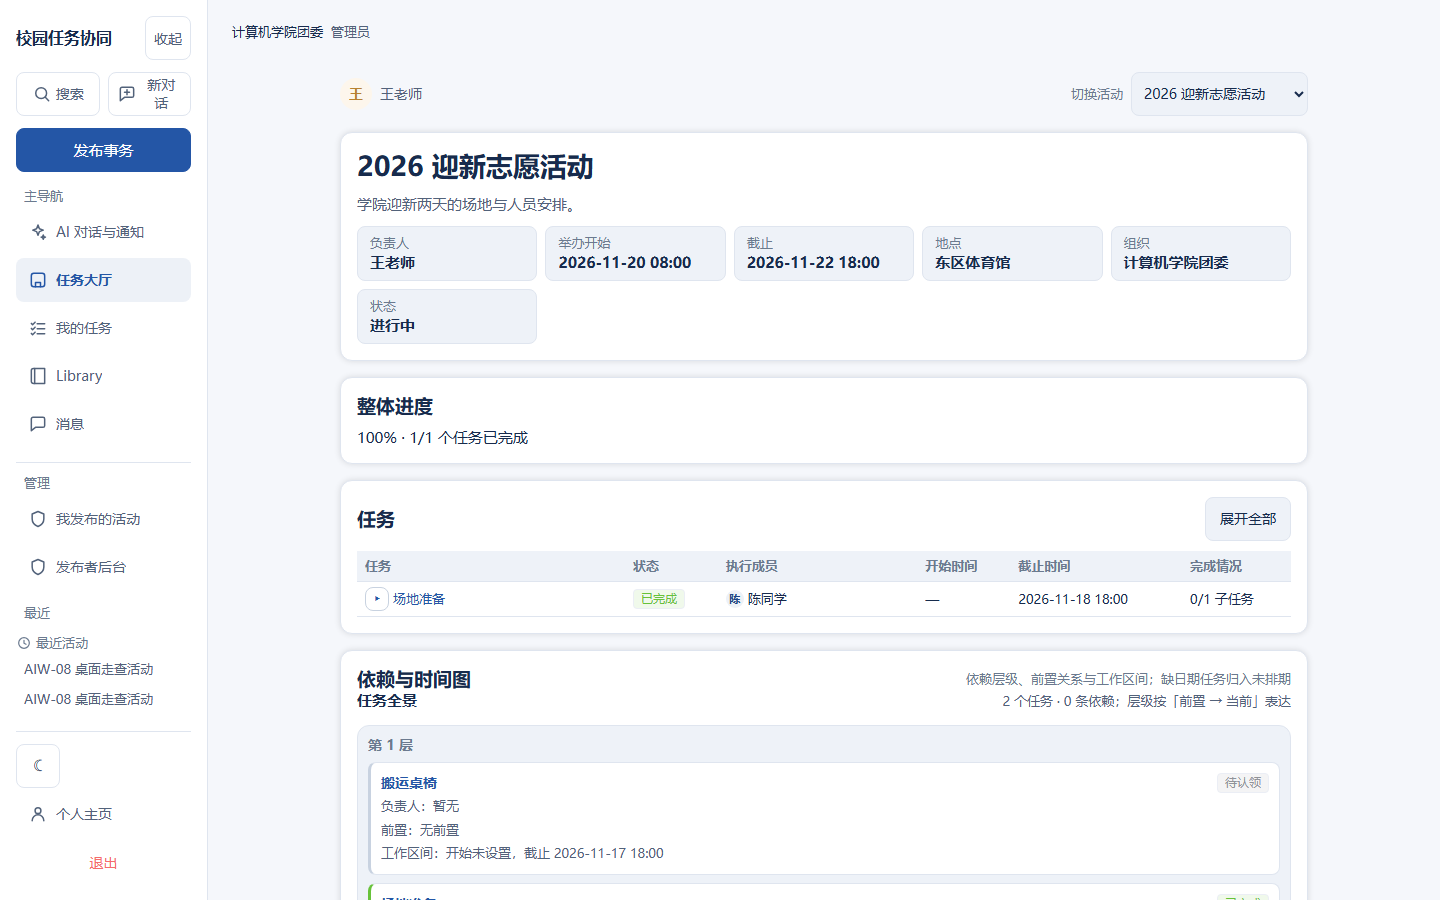 校园任务协同
收起
搜索
新对话
发布事务
主导航
AI 对话与通知
任务大厅
我的任务
Library
消息
管理
我发布的活动
发布者后台
最近
最近活动
AIW-08 桌面走查活动
AIW-08 桌面走查活动
个人主页
退出
计算机学院团委 管理员
王 王老师
切换活动 2026 迎新志愿活动
2026 迎新志愿活动
学院迎新两天的场地与人员安排。
负责人
王老师
举办开始
2026-11-20 08:00
截止
2026-11-22 18:00
地点
东区体育馆
组织
计算机学院团委
状态
进行中
整体进度
100% · 1/1 个任务已完成
任务
展开全部
任务 状态 执行成员 开始时间 截止时间 完成情况
场地准备 已完成 陈 陈同学 — 2026-11-18 18:00 0/1 子任务
依赖与时间图
任务全景
依赖层级、前置关系与工作区间；缺日期任务归入未排期
2 个任务 · 0 条依赖；层级按「前置 → 当前」表达
第 1 层
搬运桌椅
待认领
负责人：暂无
前置：无前置
工作区间：开始未设置，截止 2026-11-17 18:00